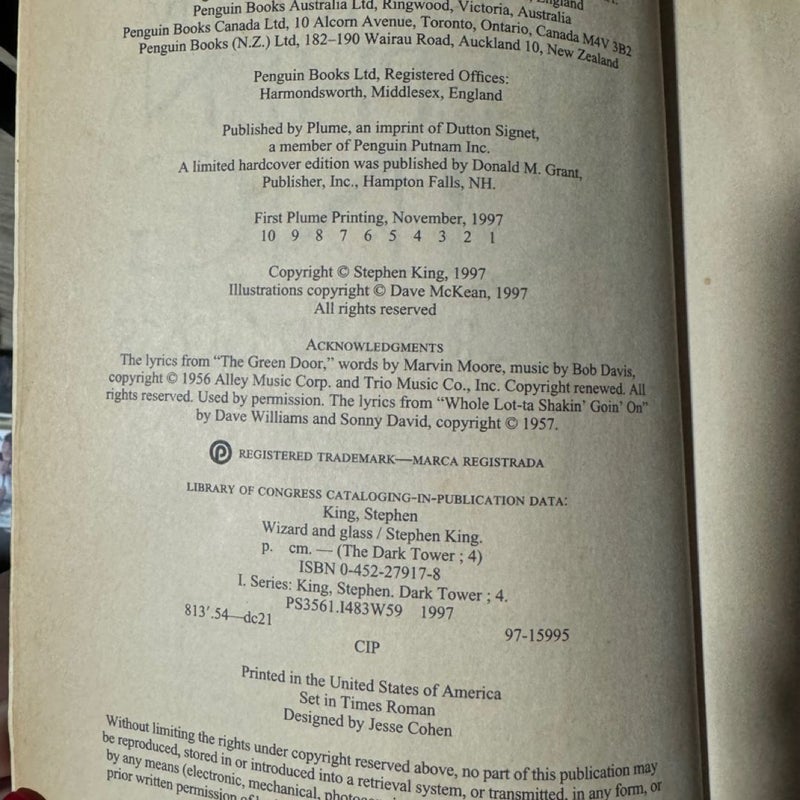 England
Penguin Books Australia Ltd, Ringwood, Victoria, Australia
Penguin Books Canada Ltd, 10 Alcorn Avenue, Toronto, Ontario, Canada M4V 3B2
Penguin Books (N.Z.) Ltd, 182–190 Wairau Road, Auckland 10, New Zealand
Penguin Books Ltd, Registered Offices:
Harmondsworth, Middlesex, England
Published by Plume, an imprint of Dutton Signet,
a member of Penguin Putnam Inc.
A limited hardcover edition was published by Donald M. Grant,
Publisher, Inc., Hampton Falls, NH.
First Plume Printing, November, 1997
10 9 8 7 6 5 4 3 2 1
Copyright © Stephen King, 1997
Illustrations copyright © Dave McKean, 1997
All rights reserved
ACKNOWLEDGMENTS
The lyrics from “The Green Door,” words by Marvin Moore, music by Bob Davis,
copyright © 1956 Alley Music Corp. and Trio Music Co., Inc. Copyright renewed. All
rights reserved. Used by permission. The lyrics from “Whole Lot-ta Shakin’ Goin’ On”
by Dave Williams and Sonny David, copyright © 1957.
REGISTERED TRADEMARK—MARCA REGISTRADA
LIBRARY OF CONGRESS CATALOGING-IN-PUBLICATION DATA:
King, Stephen
Wizard and glass / Stephen King.
p. cm. — (The Dark Tower ; 4)
ISBN 0-452-27917-8
I. Series: King, Stephen. Dark Tower ; 4.
PS3561.I483W59 1997
813’.54—dc21
97-15995
CIP
Printed in the United States of America
Set in Times Roman
Designed by Jesse Cohen
Without limiting the rights under copyright reserved above, no part of this publication may
be reproduced, stored in or introduced into a retrieval system, or transmitted, in any form, or
by any means (electronic, mechanical,
prior written permission of